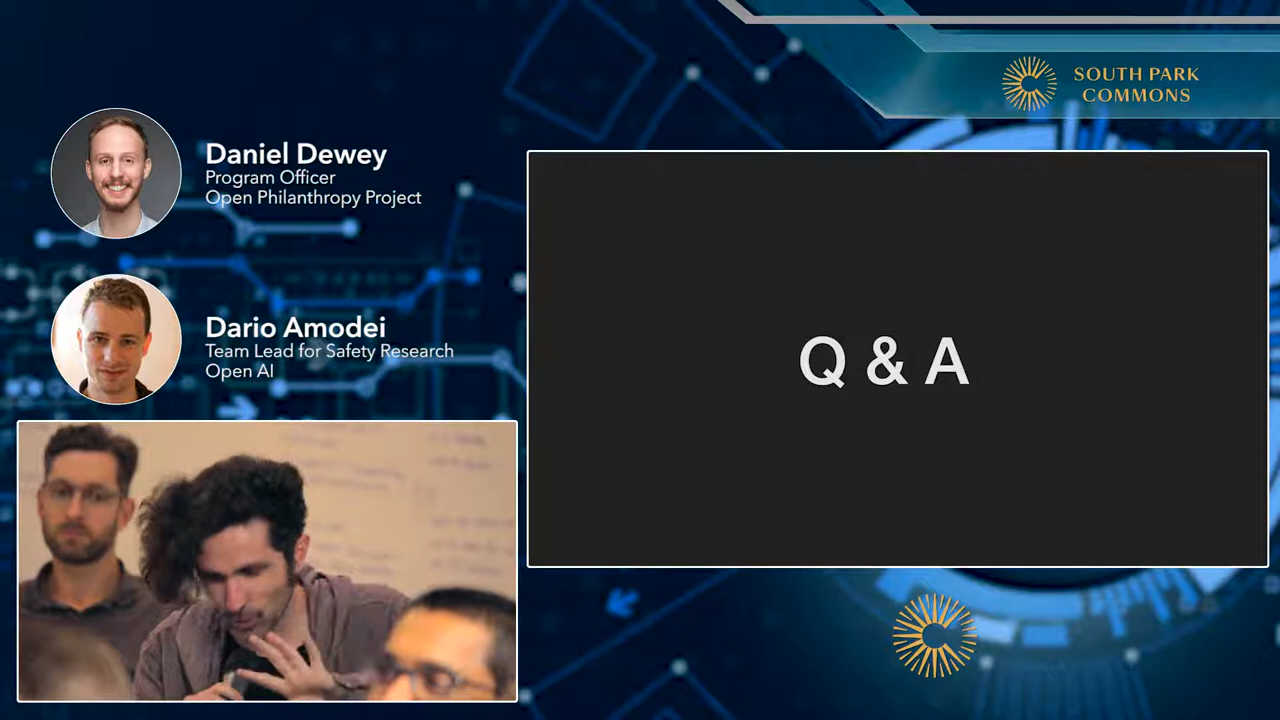 SOUTH PARK
COMMONS
Daniel Dewey
Program Officer
Open Philanthropy Project
Dario Amodei
Team Lead for Safety Research
Open AI
Q & A